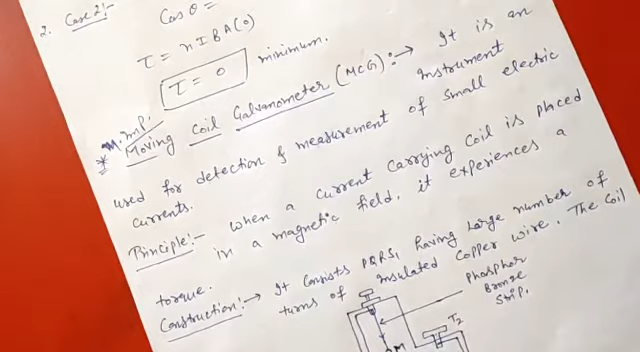 2. Case 2:-
Cos θ =
τ = n I B A (0)
τ = 0 minimum.
* M. Imp:
Moving Coil Galvanometer (MCG):→ It is an instrument
used for detection & measurement of small electric
currents.
Principle:- When a current carrying coil is placed
in a magnetic field, it experiences a
torque.
Construction:→ It consists PQRS, having large number of
turns of insulated copper wire. The Coil
Phosphor
Bronze
Strip.
T2
M